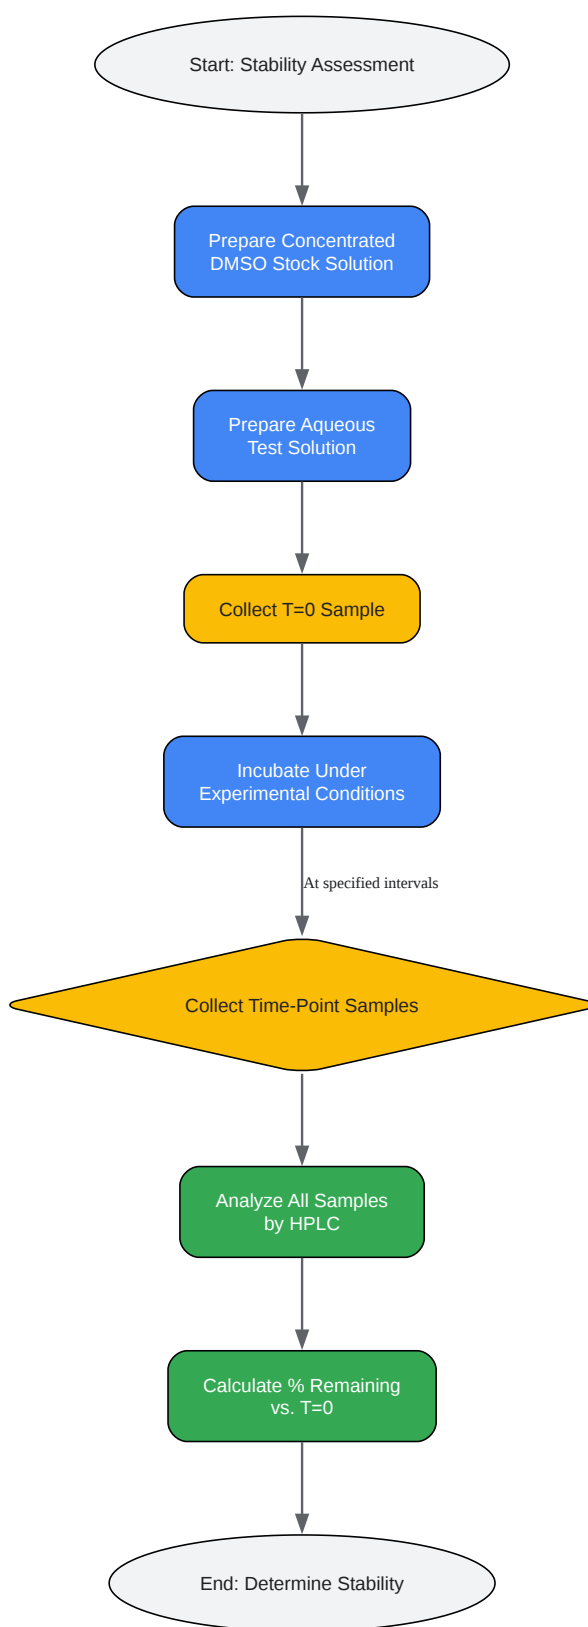 Start: Stability Assessment
Prepare Concentrated
DMSO Stock Solution
Prepare Aqueous
Test Solution
Collect T=0 Sample
Incubate Under
Experimental Conditions
At specified intervals
Collect Time-Point Samples
Analyze All Samples
by HPLC
Calculate % Remaining
vs. T=0
End: Determine Stability